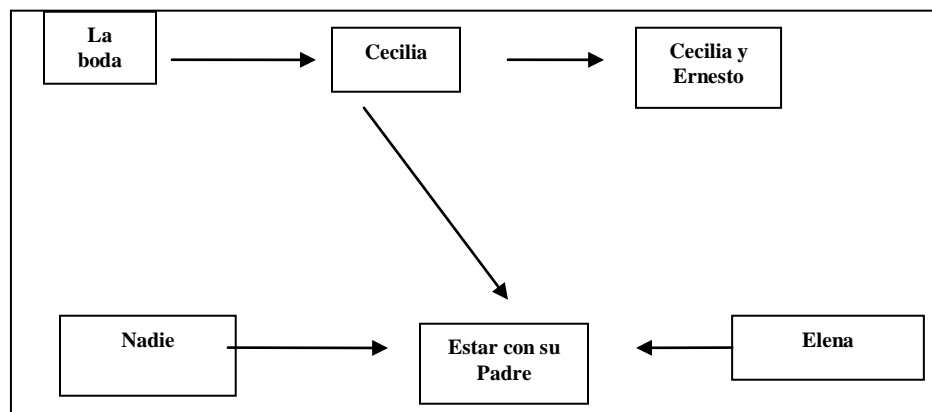 La
boda
Cecilia
Cecilia y
Ernesto
Nadie
Estar con su
Padre
Elena